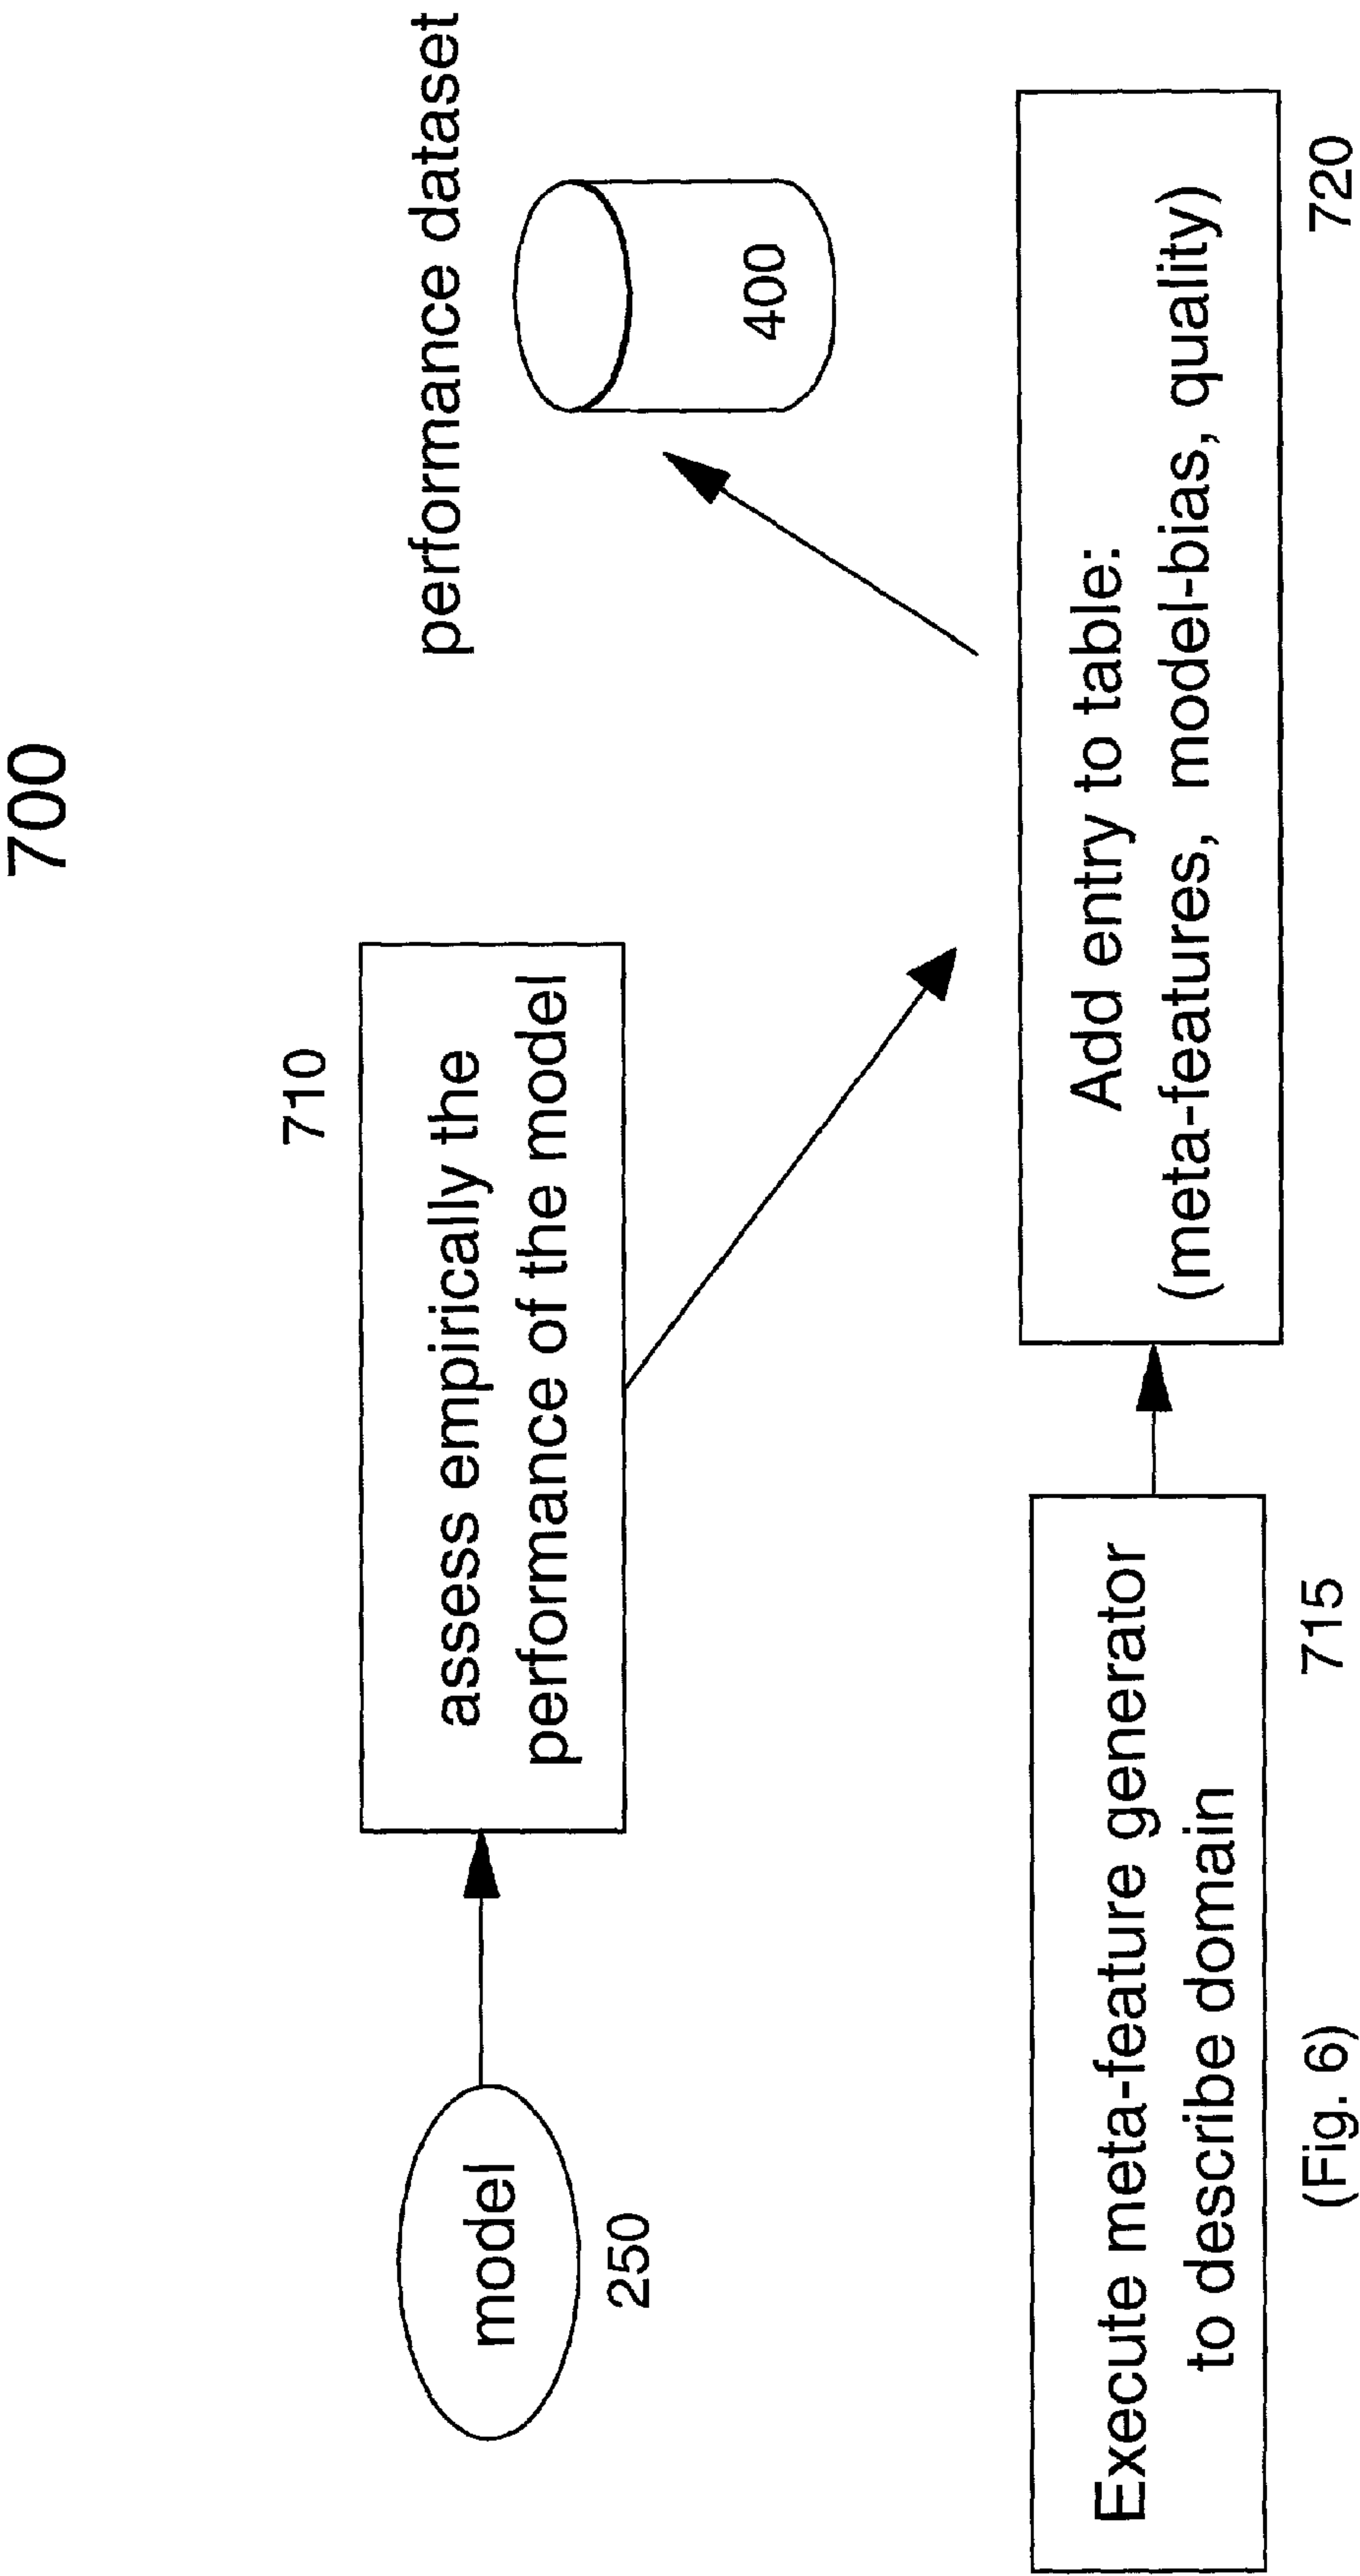 700
performance dataset
400
710
assess empirically the
performance of the model
model
250
Execute meta-feature generator
to describe domain
(Fig. 6)
715
Add entry to table:
(meta-features, model-bias, quality)
720